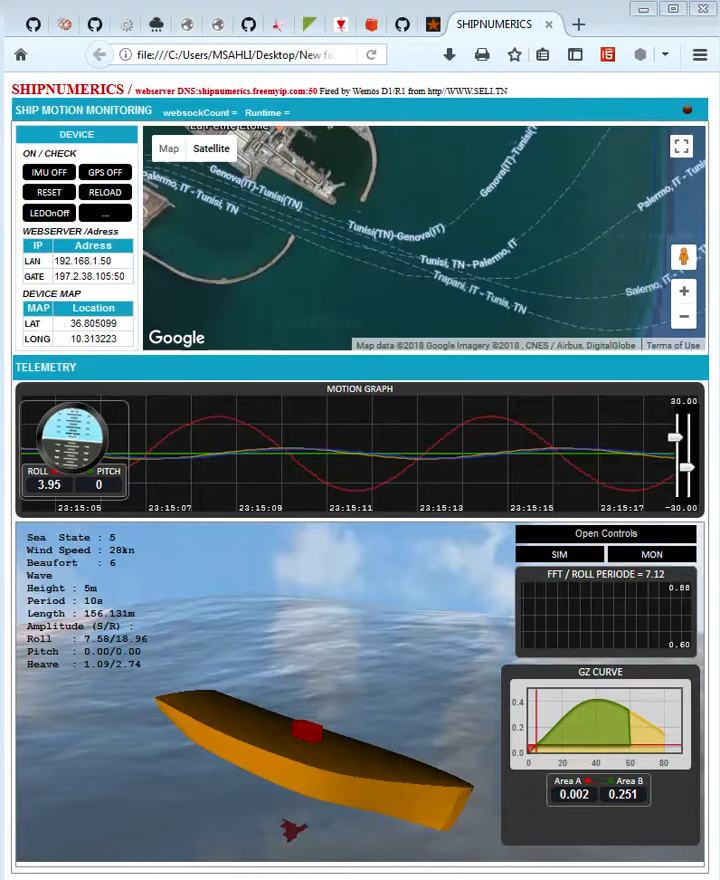 SHIPNUMERICS
file:///C:/Users/MSAHLI/Desktop/New fo
SHIPNUMERICS / webserver DNS:shipnumerics.freemyip.com:50 Fired by Wemos D1/R1 from http//WWW.SELI.TN
SHIP MOTION MONITORING websockCount = Runtime =
DEVICE
ON / CHECK
IMU OFF GPS OFF
RESET RELOAD
LEDOnOff ...
WEBSERVER /Adress
IP Adress
LAN 192.168.1.50
GATE 197.2.38.105:50
DEVICE MAP
MAP Location
LAT 36.805099
LONG 10.313223
La Petite Etoile
Map Satellite
Palermo, IT - Tunisi, TN
Genova(IT)-Tunisi(TN)
Tunisi(TN)-Genova(IT)
Genova(IT)-Tunisi(T
Tunisi, TN - Palermo, IT
Trapani, IT - Tunis, TN
Palermo, IT - Tunis
Salerno, IT - T
Google
Map data ©2018 Google Imagery ©2018 , CNES / Airbus, DigitalGlobe Terms of Use
TELEMETRY
MOTION GRAPH
30.00
ROLL PITCH
3.95 0
23:15:05 23:15:07 23:15:09 23:15:11 23:15:13 23:15:15 23:15:17 -30.00
Sea State : 5
Wind Speed : 28kn
Beaufort : 6
Wave
Height : 5m
Period : 10s
Length : 156.131m
Amplitude (S/R) :
Roll : 7.58/18.96
Pitch : 0.00/0.00
Heave : 1.09/2.74
Open Controls
SIM MON
FFT / ROLL PERIODE = 7.12
0.88
0.60
GZ CURVE
0.4
0.2
0.0
0 20 40 60 80
Area A Area B
0.002 0.251